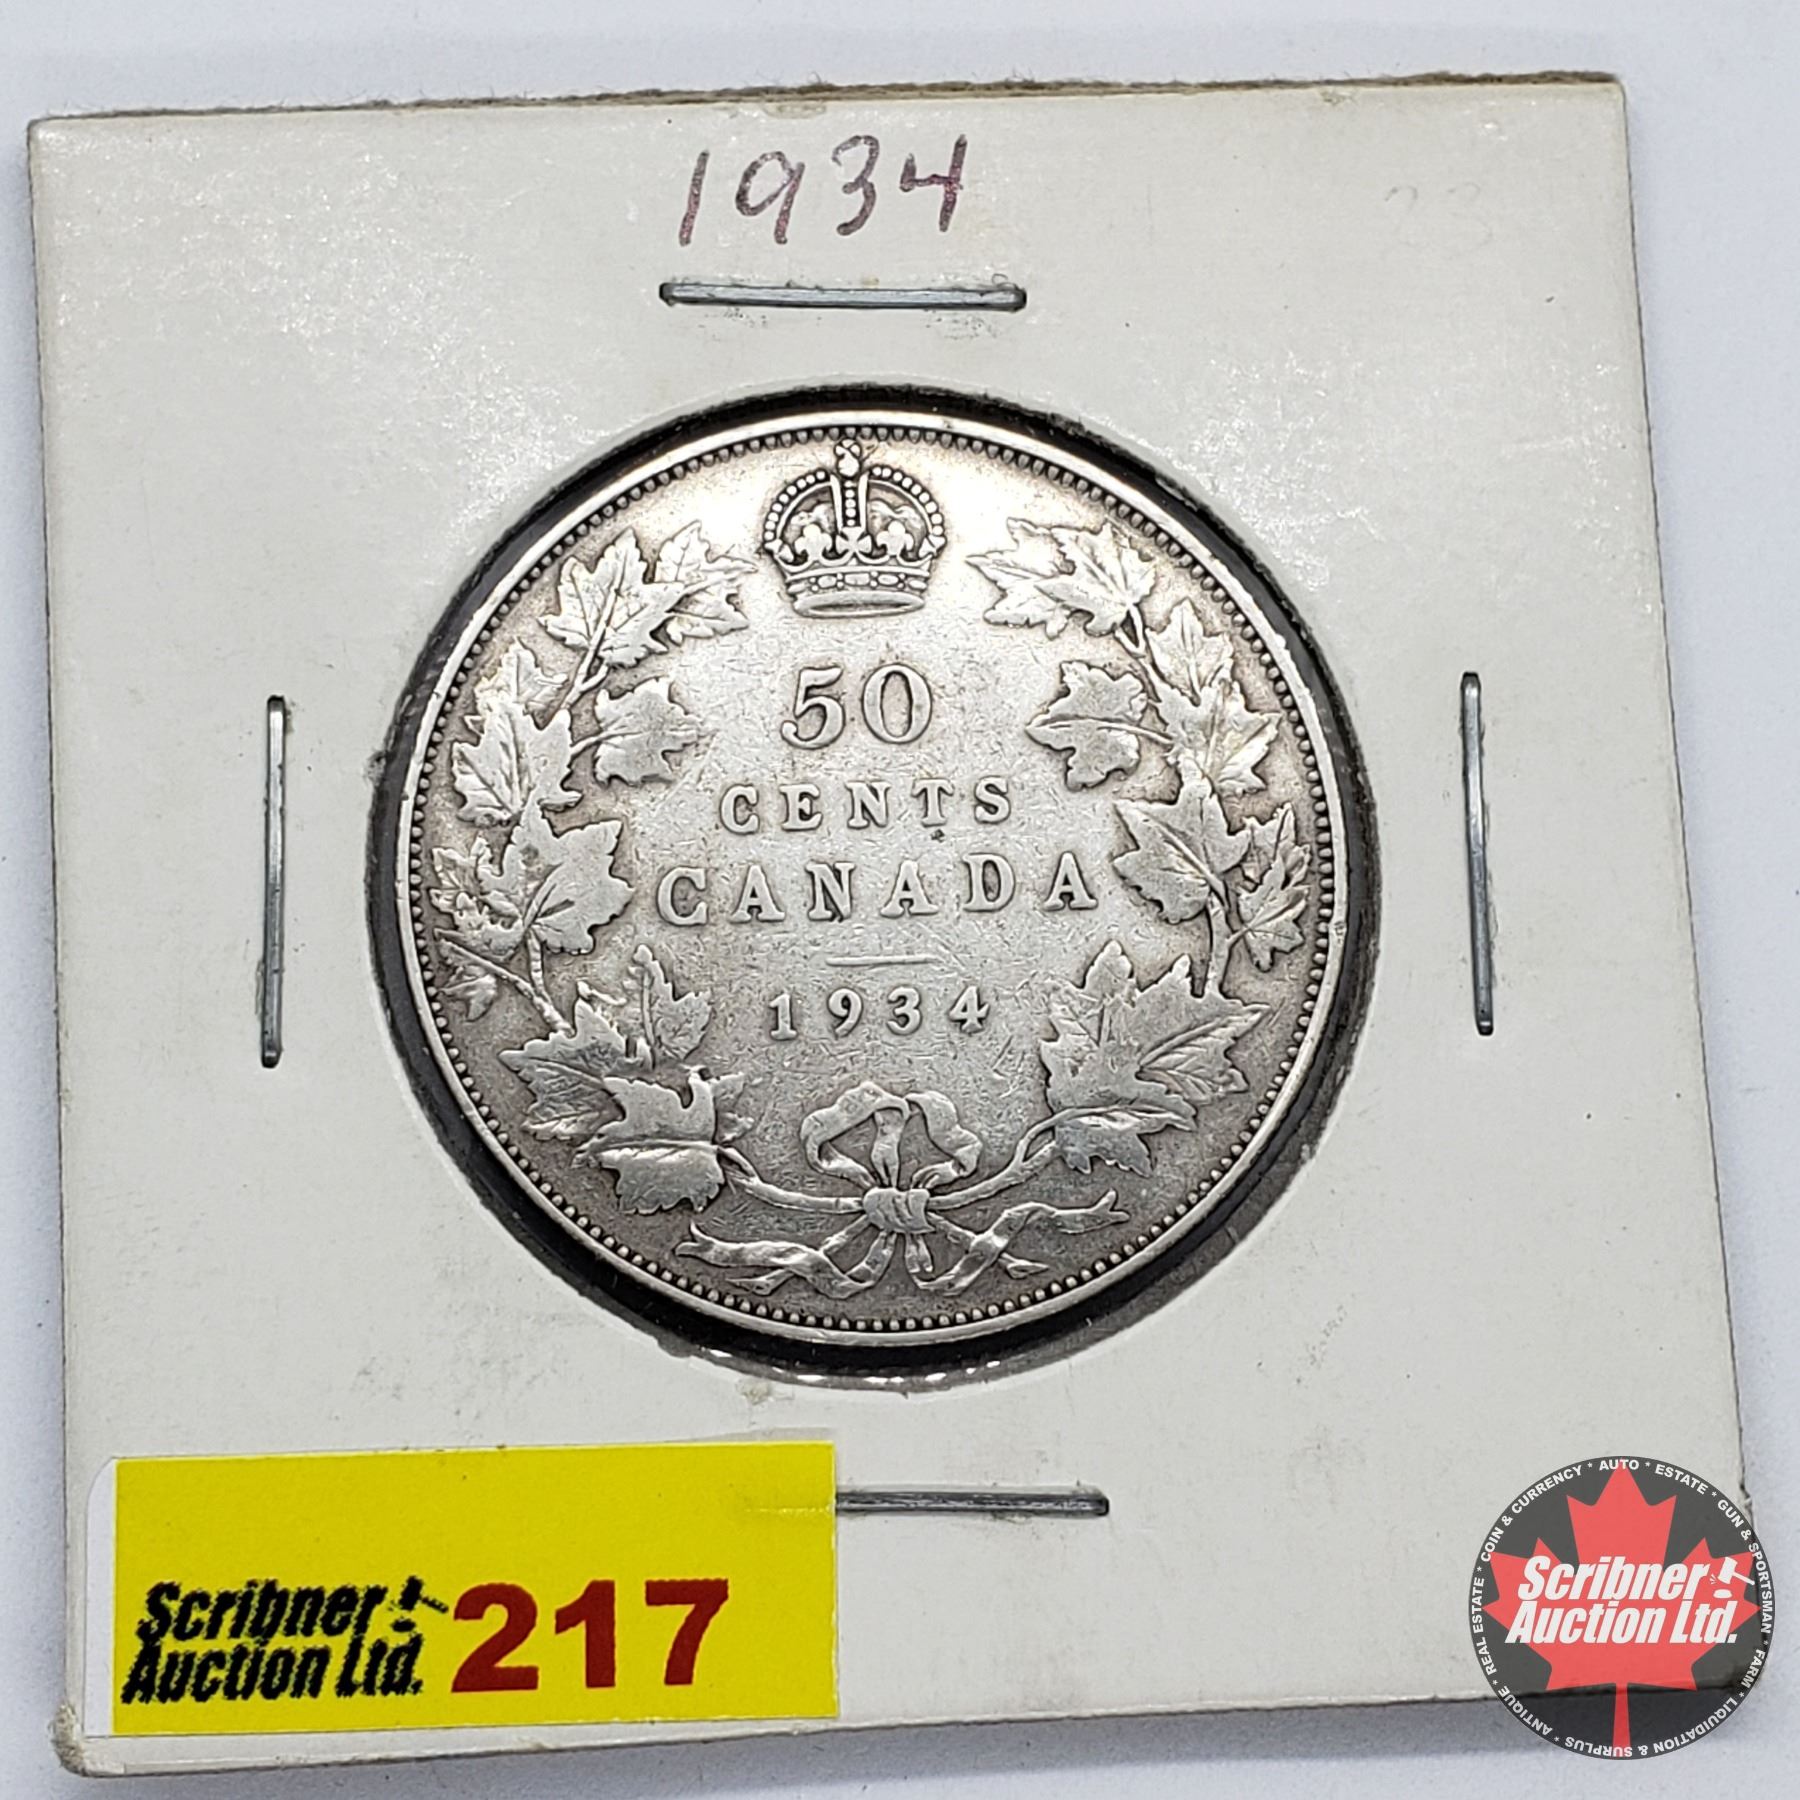 1934
50
CENTS
CANADA
1934
Scribner
Auction Ltd.
217
Scribner
Auction Ltd.
ANTIQUE * REAL ESTATE * COIN & CURRENCY * AUTO * ESTATE * GUN & SPORTSMAN * FARM * LIQUIDATION & SURPLUS *